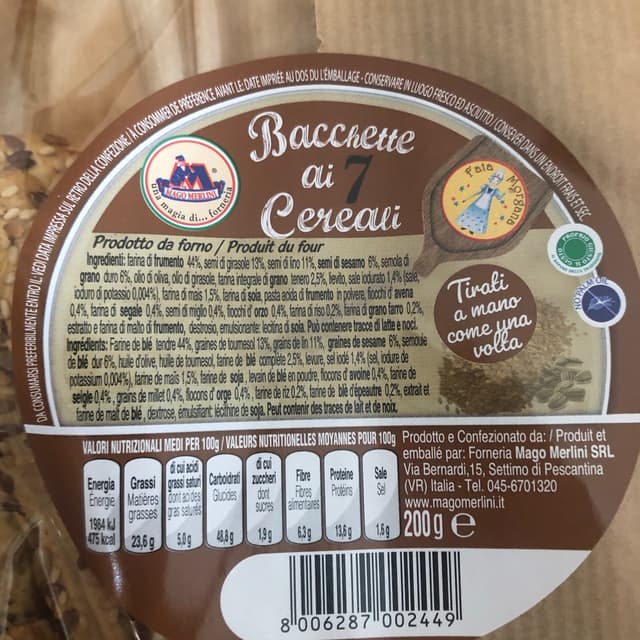 DA CONSUMARSI PREFERIBILMENTE ENTRO IL: VEDI DATA IMPRESSA SUL RETRO DELLA CONFEZIONE / A CONSOMMER DE PRÉFÉRENCE AVANT LE: DATE IMPRIÉE AU DOS DU L'ÉMBALLAGE - CONSERVARE IN LUOGO FRESCO ED ASCIUTTO / CONSERVER DANS UN ENDROIT FRAIS ET SEC
Bacchette
ai 7
Cereali
MAGO MERLINI
una magia di... forneria
Fata Morgana
NO PALM OIL
Tirati
a mano
come una
volta
Prodotto da forno / Produit du four
Ingredienti: farina di frumento 44%, semi di girasole 13%, semi di lino 11%, semi di sesamo 6%, semola di
grano duro 6%, olio di oliva, olio di girasole, farina integrale di grano tenero 2,5%, lievito, sale iodurato 1,4% (sale,
ioduro di potassio 0,004%), farina di mais 1,5%, farina di soia, pasta acida di frumento in polvere, fiocchi di avena
0,4%, farina di segale 0,4%, semi di miglio 0,4%, fiocchi d'orzo 0,4%, farina di riso 0,2%, farina di grano farro 0,2%,
estratto e farina di malto di frumento, destrosio, emulsionante: lecitina di soia. Può contenere tracce di latte e noci.
Ingrédients: Farine de blé tendre 44%, graines de tournesol 13%, grains de lin 11%, graines de sésame 6%, semoule
de blé dur 6%, huile d'olive, huile de tournesol, farine de blé complète 2,5%, levure, sel iodé 1,4% (sel, iodure de
potassium 0,004%), farine de maïs 1,5%, farine de soja, levain de blé en poudre, flocons d'avoine 0,4%, farine de
seigle 0,4%, grains de millet 0,4%, flocons d'orge 0,4%, farine de riz 0,2%, farine de blé d'épeautre 0,2%, extrait et
farine de malt de blé, dextrose, émulsifiant: lécithine de soja. Peut contenir des traces de lait et de noix.
VALORI NUTRIZIONALI MEDI PER 100g / VALEURS NUTRITIONELLES MOYANNES POUR 100g
Energia
Énergie
1984 kJ
475 kcal
Grassi
Matières
grasses
23,6 g
di cui acidi
grassi saturi
dont acides
gras saturés
5,0 g
Carboidrati
Glucides
48,8 g
di cui
zuccheri
dont
sucres
1,9 g
Fibre
Fibres
alimentaires
6,3 g
Proteine
Protéins
13,6 g
Sale
Sel
1,6 g
Prodotto e Confezionato da: / Produit et
emballé par: Forneria Mago Merlini SRL
Via Bernardi,15, Settimo di Pescantina
(VR) Italia - Tel. 045-6701320
www.magomerlini.it
200 g e
8 006287 002449